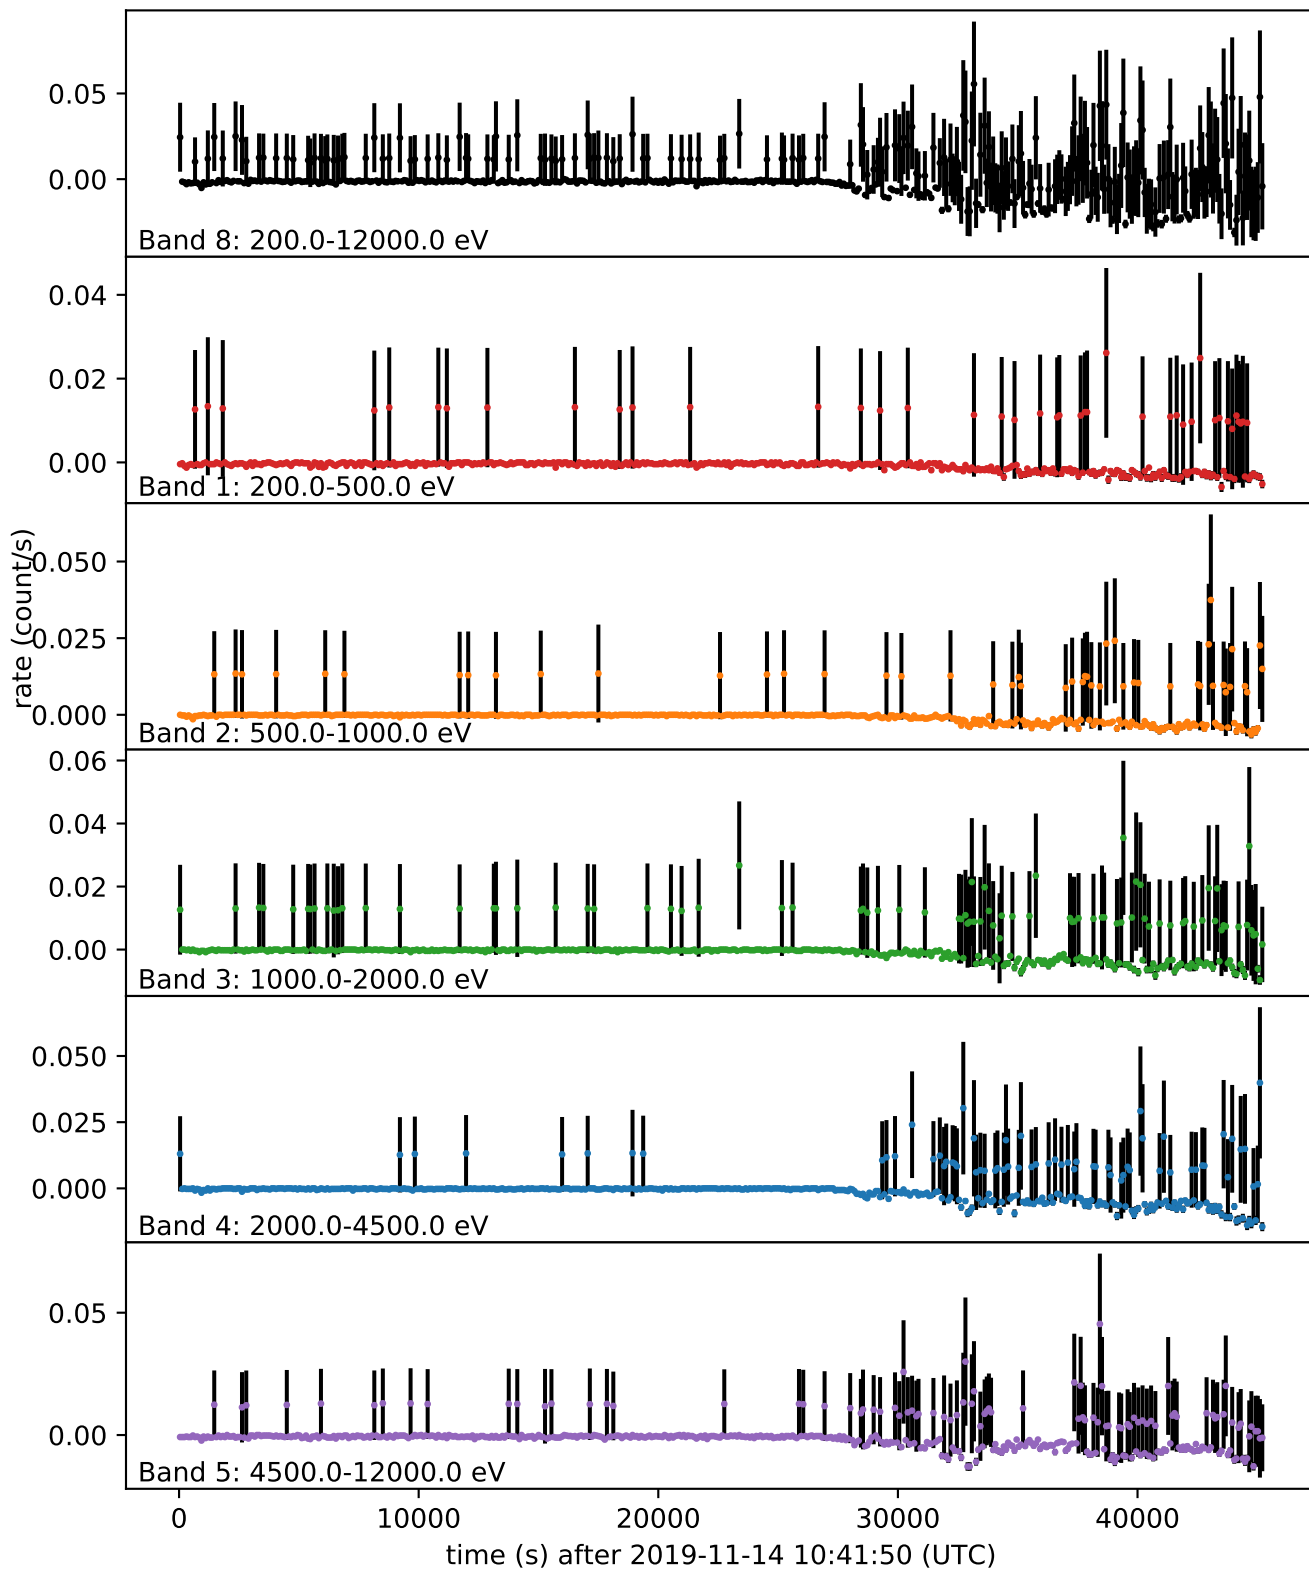 0.05
0.00
Band 8: 200.0-12000.0 eV
0.04
0.02
0.00
Band 1: 200.0-500.0 eV
rate (count/s)
0.050
0.025
0.000
Band 2: 500.0-1000.0 eV
0.06
0.04
0.02
0.00
Band 3: 1000.0-2000.0 eV
0.050
0.025
0.000
Band 4: 2000.0-4500.0 eV
0.05
0.00
Band 5: 4500.0-12000.0 eV
0 10000 20000 30000 40000
time (s) after 2019-11-14 10:41:50 (UTC)